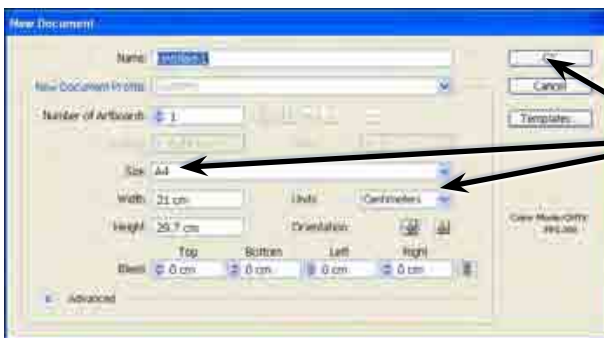 New Document
Name: Untitled-1
New Document Profile:
Number of Artboards: 1
Size: A4
Width: 21 cm
Units: Centimeters
Height: 29.7 cm
Orientation:
Top Bottom Left Right
Bleed: 0 cm 0 cm 0 cm 0 cm
Advanced
OK
Cancel
Templates...
Color Mode:CMYK